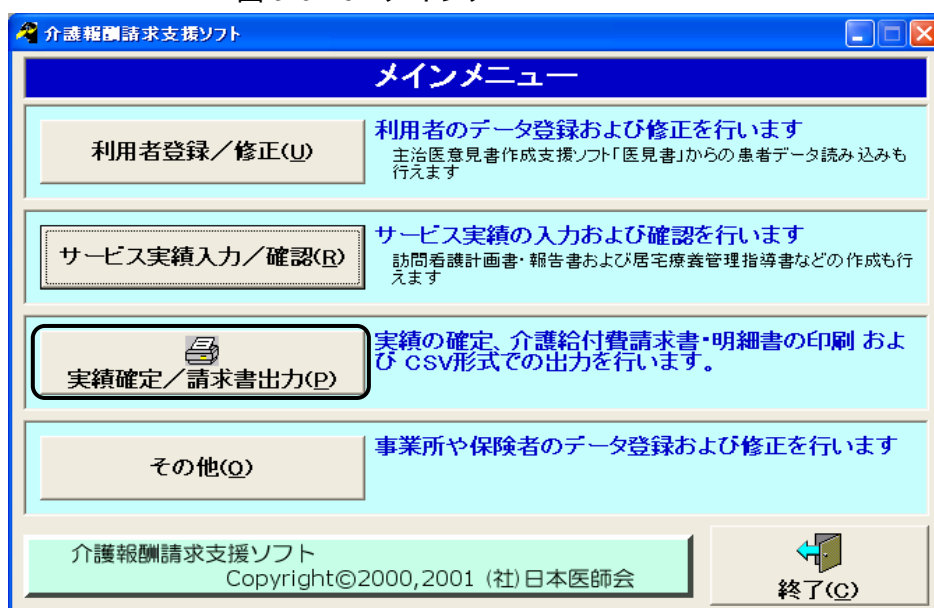 介護報酬請求支援ソフト
メインメニュー
利用者登録／修正(U)
利用者のデータ登録および修正を行います
主治医意見書作成支援ソフト「医見書」からの患者データ読み込みも
行えます
サービス実績入力／確認(R)
サービス実績の入力および確認を行います
訪問看護計画書・報告書および居宅療養管理指導書などの作成も行
えます
実績確定／請求書出力(P)
実績の確定、介護給付費請求書・明細書の印刷 およ
び CSV形式での出力を行います。
その他(O)
事業所や保険者のデータ登録および修正を行います
介護報酬請求支援ソフト
Copyright©2000,2001 (社)日本医師会
終了(C)